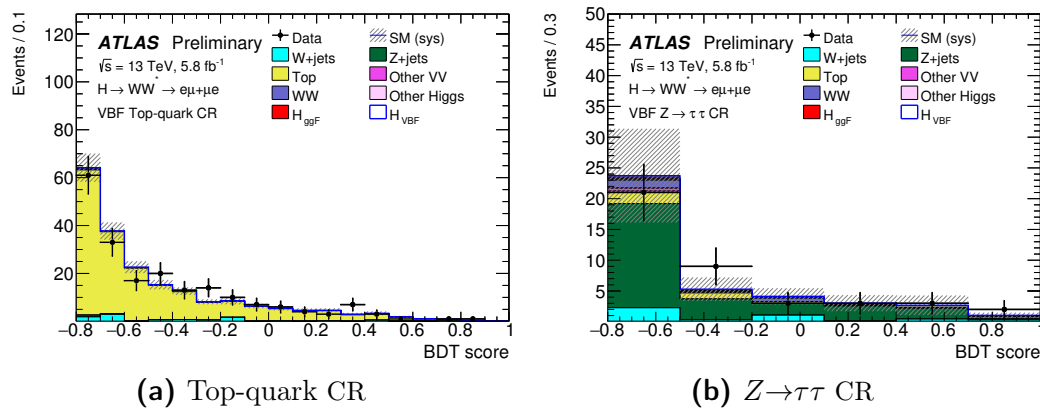 Events / 0.1
120
100
80
60
40
20
ATLAS Preliminary
√s = 13 TeV, 5.8 fb-1
H → WW* → eμ+μe
VBF Top-quark CR
Data
SM (sys)
W+jets
Z+jets
Top
Other VV
WW
Other Higgs
HggF
HVBF
−0.8 −0.6 −0.4 −0.2 0 0.2 0.4 0.6 0.8 1
BDT score
(a) Top-quark CR
Events / 0.3
50
45
40
35
30
25
20
15
10
5
ATLAS Preliminary
√s = 13 TeV, 5.8 fb-1
H → WW* → eμ+μe
VBF Z → ττ CR
Data
SM (sys)
W+jets
Z+jets
Top
Other VV
WW
Other Higgs
HggF
HVBF
−0.8 −0.6 −0.4 −0.2 0 0.2 0.4 0.6 0.8 1
BDT score
(b) Z→ττ CR